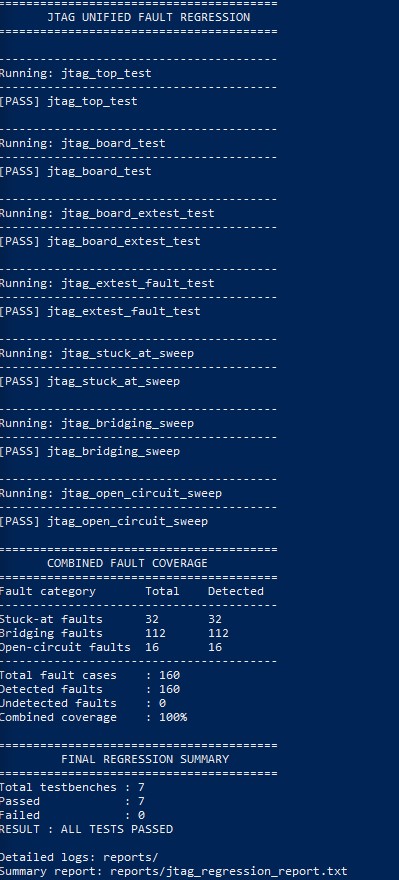 ========================================
JTAG UNIFIED FAULT REGRESSION
========================================
----------------------------------------
Running: jtag_top_test
----------------------------------------
[PASS] jtag_top_test
----------------------------------------
Running: jtag_board_test
----------------------------------------
[PASS] jtag_board_test
----------------------------------------
Running: jtag_board_extest_test
----------------------------------------
[PASS] jtag_board_extest_test
----------------------------------------
Running: jtag_extest_fault_test
----------------------------------------
[PASS] jtag_extest_fault_test
----------------------------------------
Running: jtag_stuck_at_sweep
----------------------------------------
[PASS] jtag_stuck_at_sweep
----------------------------------------
Running: jtag_bridging_sweep
----------------------------------------
[PASS] jtag_bridging_sweep
----------------------------------------
Running: jtag_open_circuit_sweep
----------------------------------------
[PASS] jtag_open_circuit_sweep
========================================
COMBINED FAULT COVERAGE
========================================
Fault category Total Detected
----------------------------------------
Stuck-at faults 32 32
Bridging faults 112 112
Open-circuit faults 16 16
----------------------------------------
Total fault cases : 160
Detected faults : 160
Undetected faults : 0
Combined coverage : 100%
========================================
FINAL REGRESSION SUMMARY
========================================
Total testbenches : 7
Passed : 7
Failed : 0
RESULT : ALL TESTS PASSED
Detailed logs: reports/
Summary report: reports/jtag_regression_report.txt